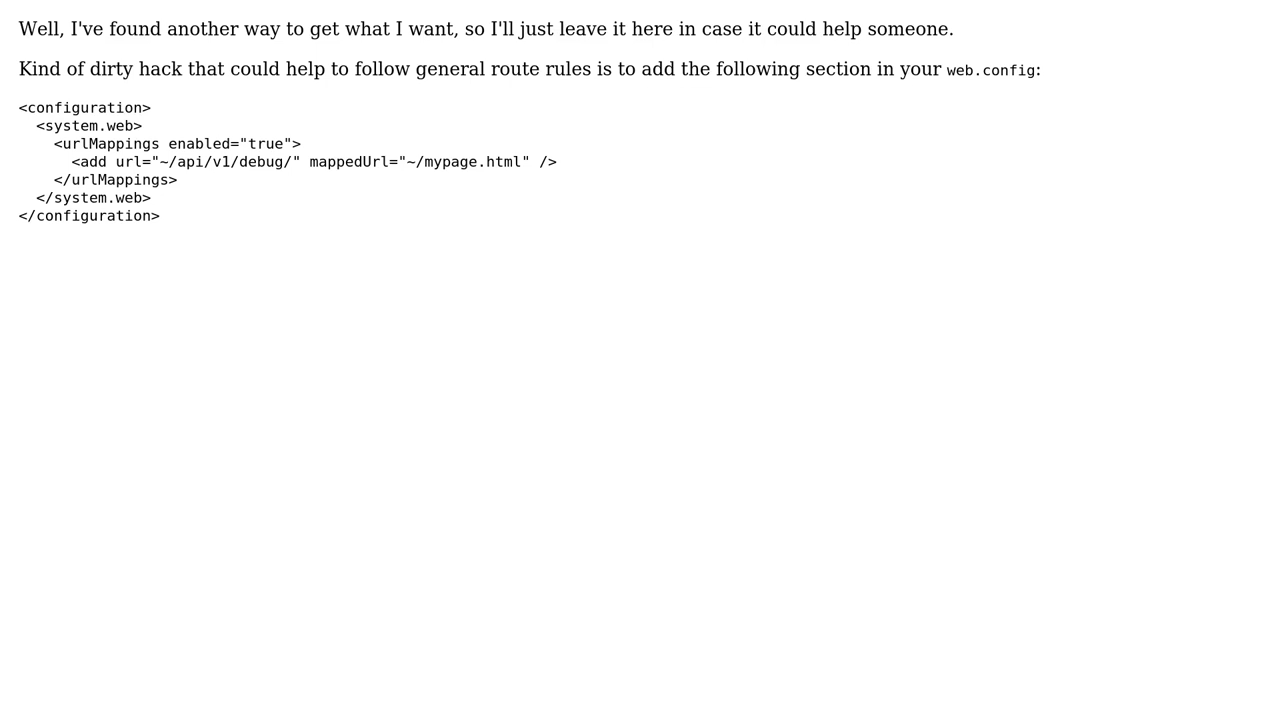 Well, I've found another way to get what I want, so I'll just leave it here in case it could help someone.
Kind of dirty hack that could help to follow general route rules is to add the following section in your web.config:
<configuration>
  <system.web>
    <urlMappings enabled="true">
      <add url="~/api/v1/debug/" mappedUrl="~/mypage.html" />
    </urlMappings>
  </system.web>
</configuration>